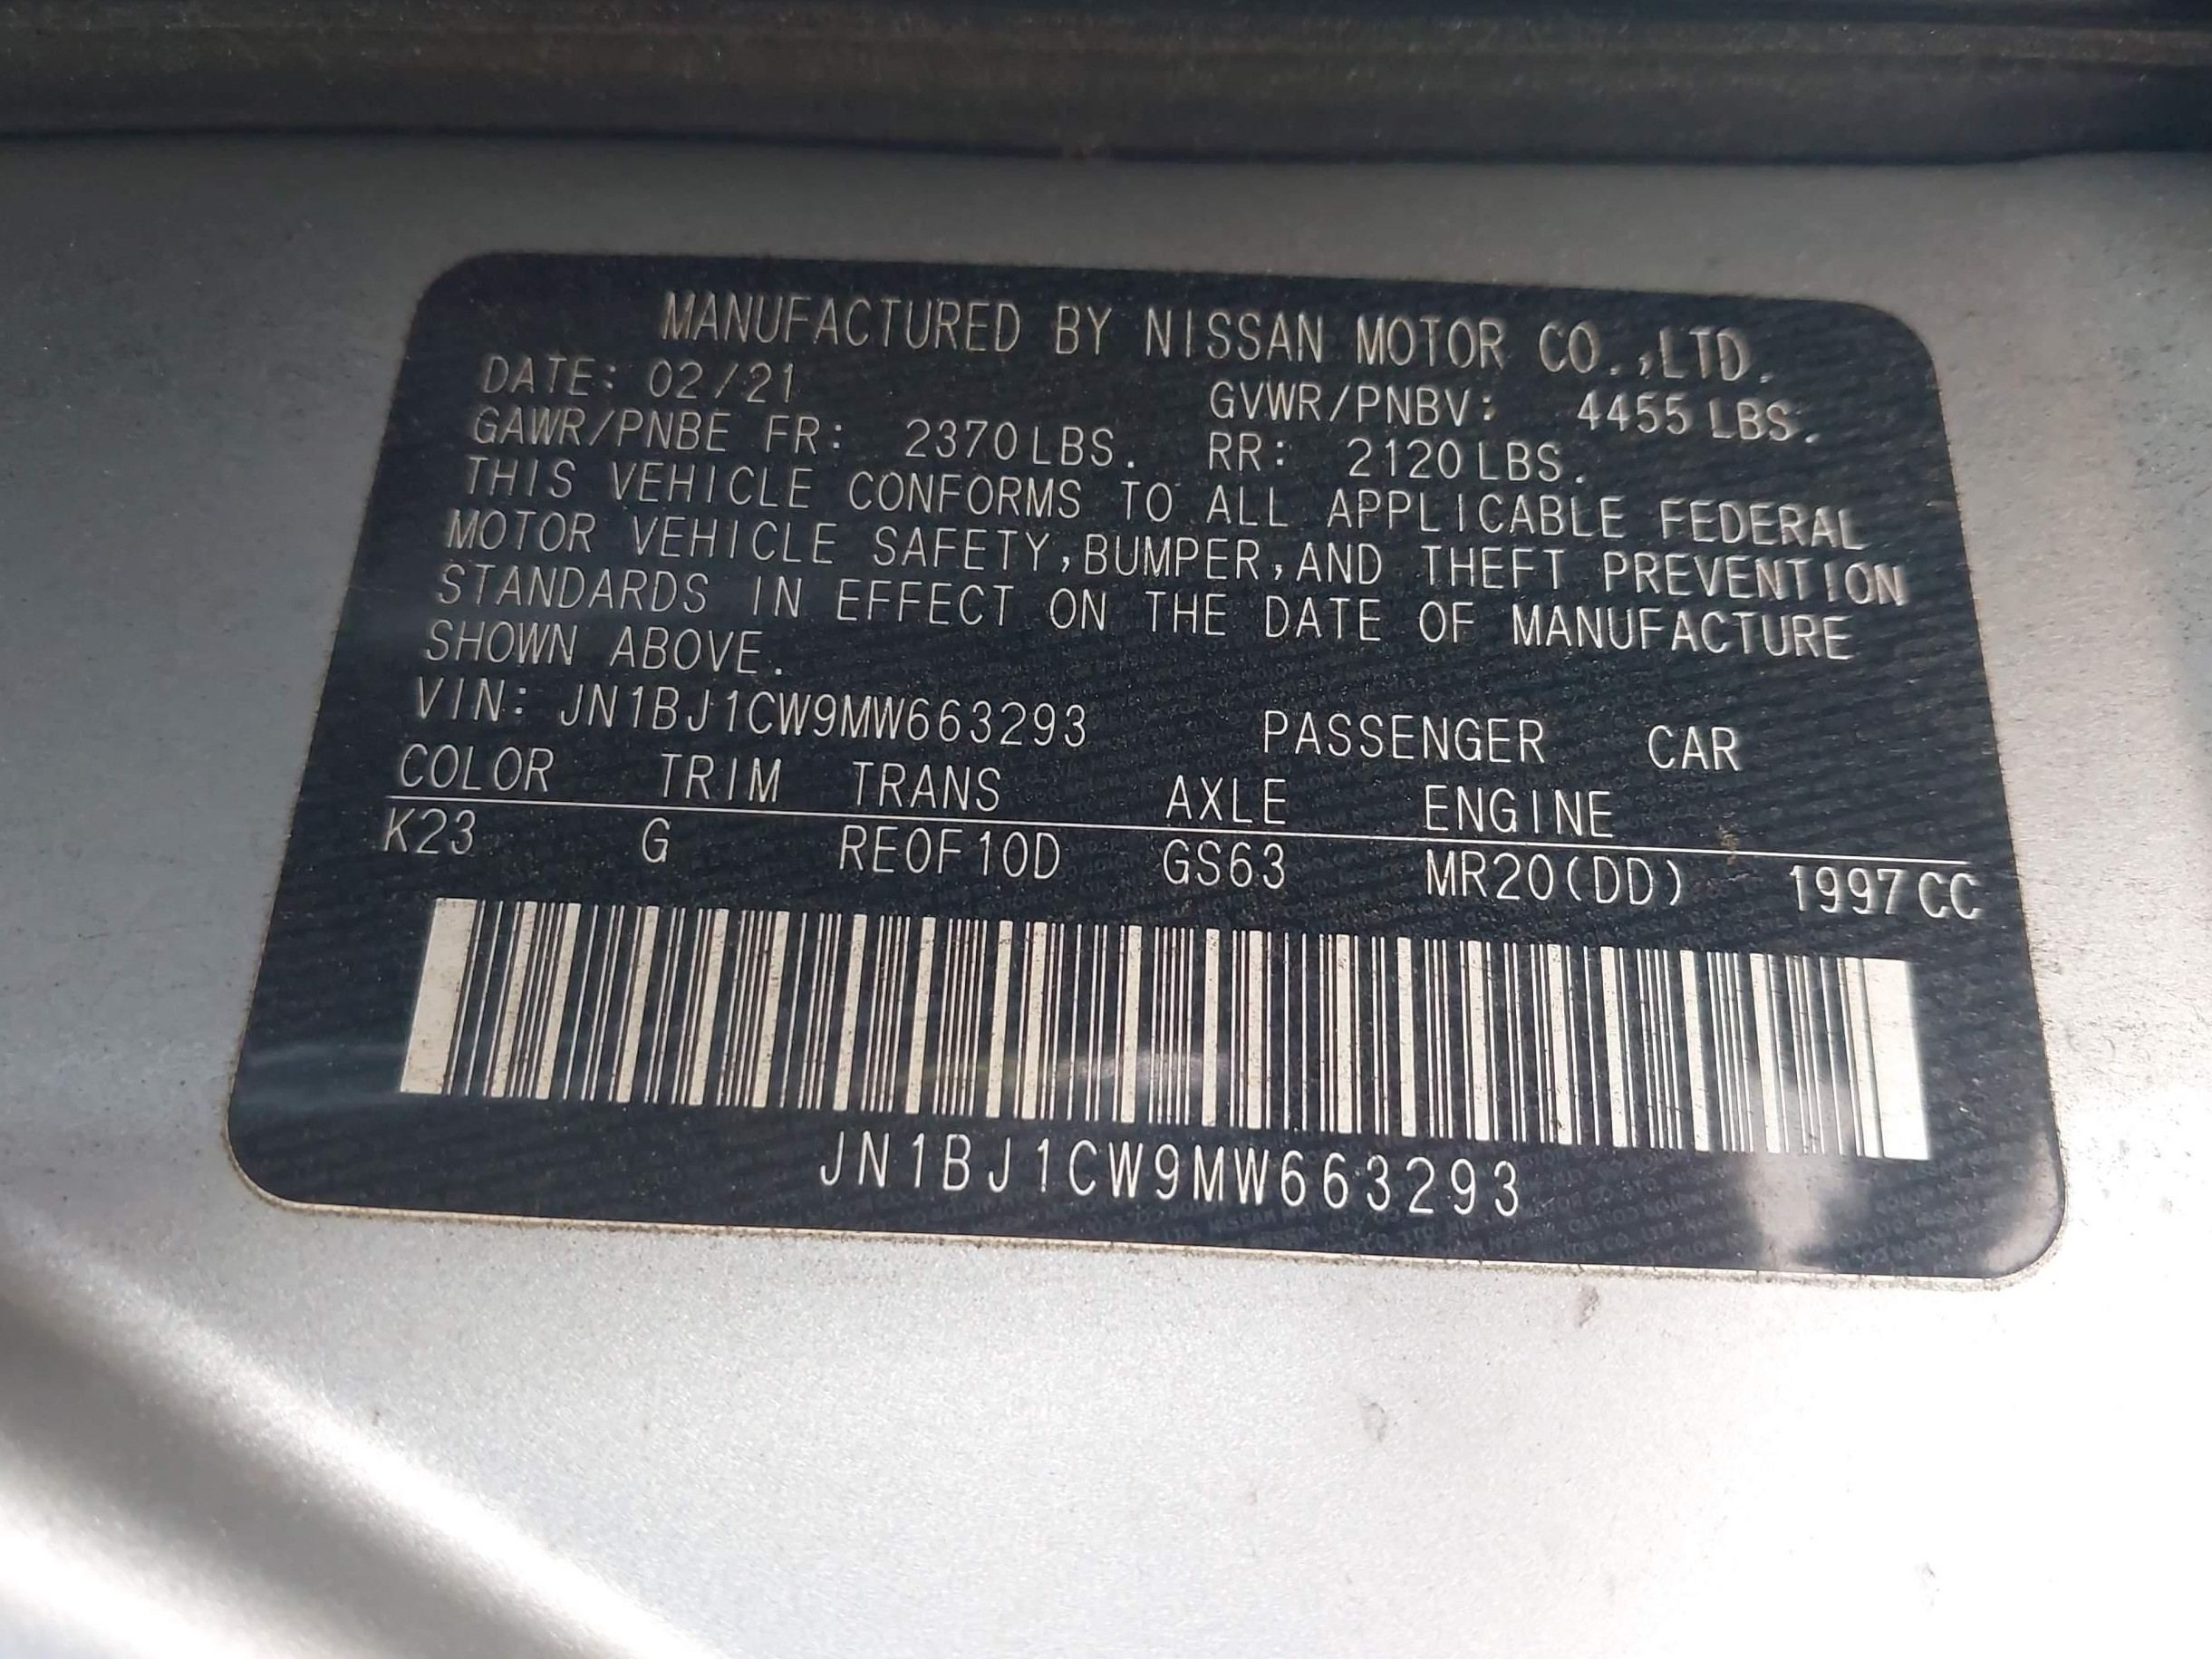 MANUFACTURED BY NISSAN MOTOR CO.,LTD.
DATE: 02/21 GVWR/PNBV: 4455 LBS.
GAWR/PNBE FR: 2370 LBS. RR: 2120 LBS.
THIS VEHICLE CONFORMS TO ALL APPLICABLE FEDERAL
MOTOR VEHICLE SAFETY,BUMPER,AND THEFT PREVENTION
STANDARDS IN EFFECT ON THE DATE OF MANUFACTURE
SHOWN ABOVE.
VIN: JN1BJ1CW9MW663293 PASSENGER CAR
COLOR TRIM TRANS AXLE ENGINE
K23 G RE0F10D GS63 MR20(DD) 1997 CC
JN1BJ1CW9MW663293